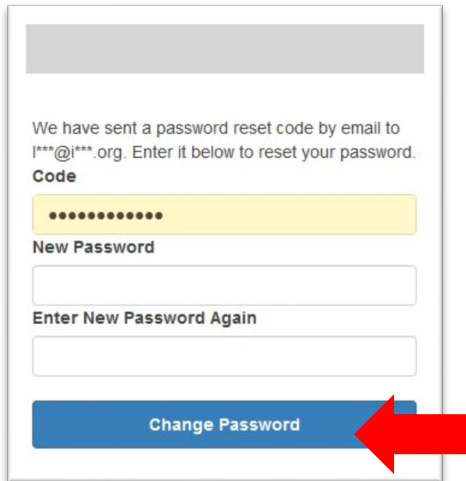 We have sent a password reset code by email to
l***@i***.org. Enter it below to reset your password.
Code
••••••••••••
New Password
Enter New Password Again
Change Password